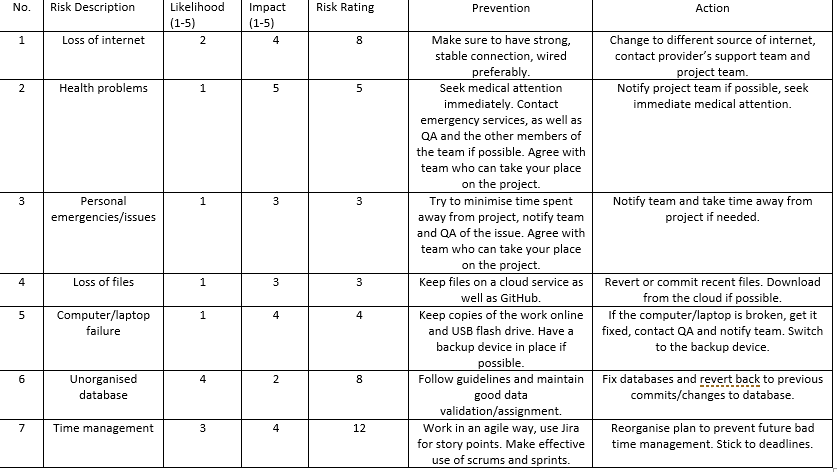 No. Risk Description Likelihood (1-5) Impact (1-5) Risk Rating Prevention Action
1 Loss of internet 2 4 8 Make sure to have strong, stable connection, wired preferably. Change to different source of internet, contact provider's support team and project team.
2 Health problems 1 5 5 Seek medical attention immediately. Contact emergency services, as well as QA and the other members of the team if possible. Agree with team who can take your place on the project. Notify project team if possible, seek immediate medical attention.
3 Personal emergencies/issues 1 3 3 Try to minimise time spent away from project, notify team and QA of the issue. Agree with team who can take your place on the project. Notify team and take time away from project if needed.
4 Loss of files 1 3 3 Keep files on a cloud service as well as GitHub. Revert or commit recent files. Download from the cloud if possible.
5 Computer/laptop failure 1 4 4 Keep copies of the work online and USB flash drive. Have a backup device in place if possible. If the computer/laptop is broken, get it fixed, contact QA and notify team. Switch to the backup device.
6 Unorganised database 4 2 8 Follow guidelines and maintain good data validation/assignment. Fix databases and revert back to previous commits/changes to database.
7 Time management 3 4 12 Work in an agile way, use Jira for story points. Make effective use of scrums and sprints. Reorganise plan to prevent future bad time management. Stick to deadlines.